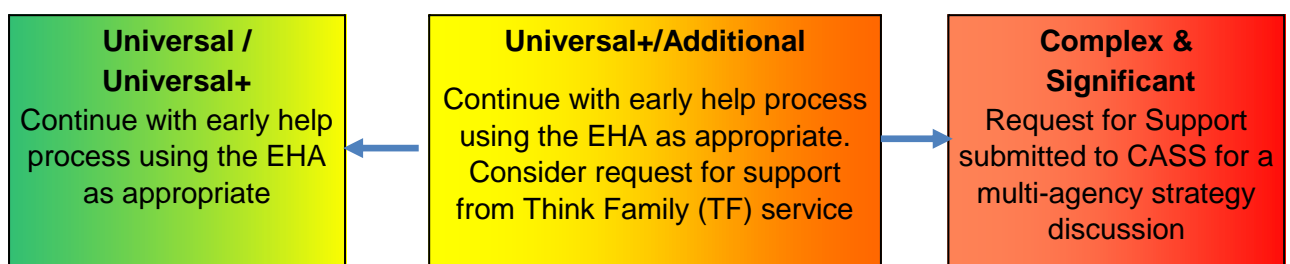 Universal /
Universal+
Continue with early help
process using the EHA
as appropriate
Universal+/Additional
Continue with early help process
using the EHA as appropriate.
Consider request for support
from Think Family (TF) service
Complex &
Significant
Request for Support
submitted to CASS for a
multi-agency strategy
discussion